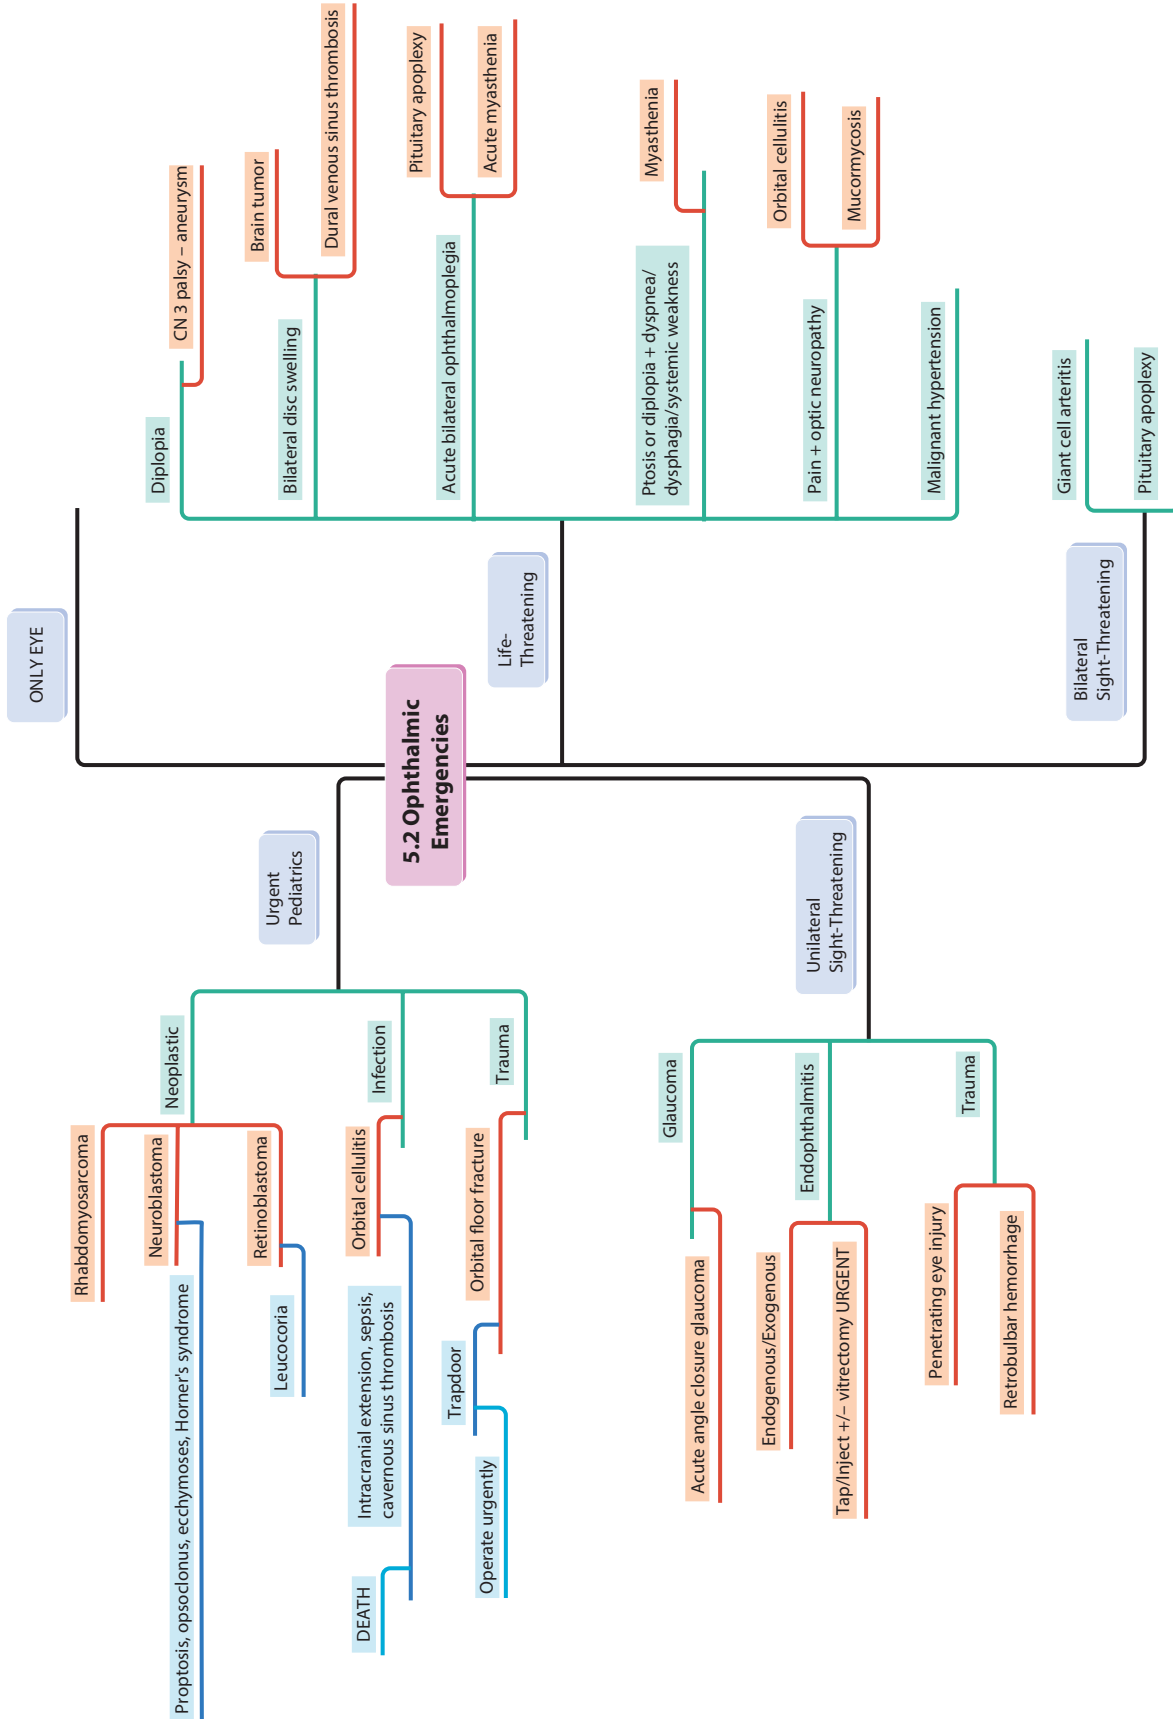 5.2 Ophthalmic
Emergencies
ONLY EYE
Life-
Threatening
Diplopia
CN 3 palsy – aneurysm
Bilateral disc swelling
Brain tumor
Dural venous sinus thrombosis
Acute bilateral ophthalmoplegia
Pituitary apoplexy
Acute myasthenia
Ptosis or diplopia + dyspnea/
dysphagia/systemic weakness
Myasthenia
Pain + optic neuropathy
Orbital cellulitis
Mucormycosis
Malignant hypertension
Bilateral
Sight-Threatening
Giant cell arteritis
Pituitary apoplexy
Urgent
Pediatrics
Neoplastic
Rhabdomyosarcoma
Neuroblastoma
Proptosis, opsoclonus, ecchymoses, Horner's syndrome
Retinoblastoma
Leucocoria
Infection
Orbital cellulitis
Intracranial extension, sepsis,
cavernous sinus thrombosis
DEATH
Trauma
Orbital floor fracture
Trapdoor
Operate urgently
Unilateral
Sight-Threatening
Glaucoma
Acute angle closure glaucoma
Endophthalmitis
Endogenous/Exogenous
Tap/Inject +/− vitrectomy URGENT
Trauma
Penetrating eye injury
Retrobulbar hemorrhage